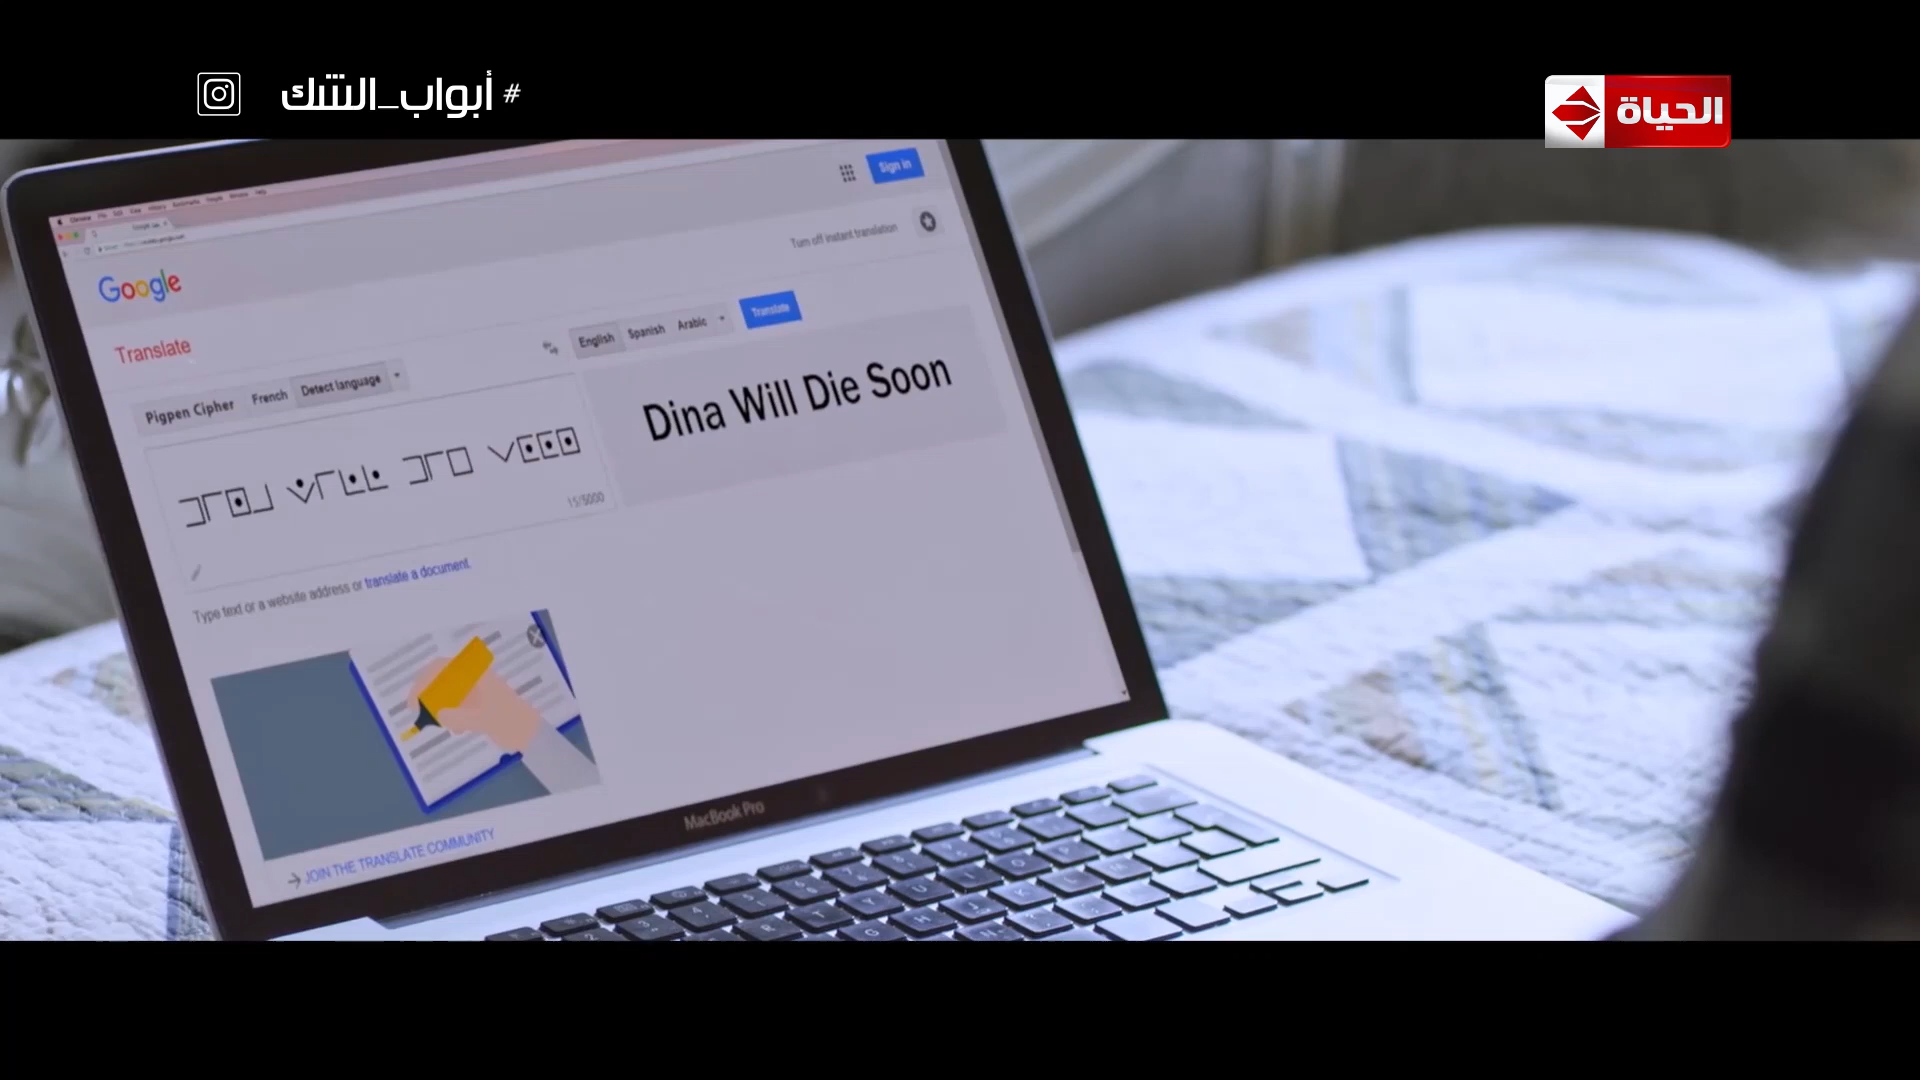 # أبواب_الشك
الحياة
Sign in
Google
Turn off instant translation
Translate
English Spanish Arabic
Translate
Pigpen Cipher French Detect language
Dina Will Die Soon
15/5000
Type text or a website address or translate a document.
JOIN THE TRANSLATE COMMUNITY
MacBook Pro